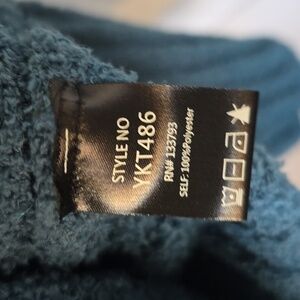 STYLE NO
YKT486
RN# 133793
SELF: 100%Polyester